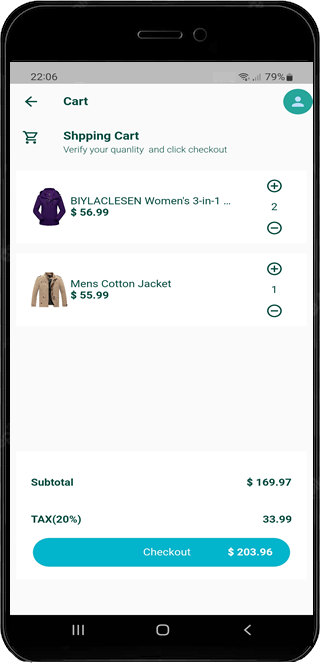 22:06 79%
Cart
Shpping Cart
Verify your quanlity and click checkout
BIYLACLESEN Women's 3-in-1 ...
$ 56.99
2
Mens Cotton Jacket
$ 55.99
1
Subtotal $ 169.97
TAX(20%) 33.99
Checkout $ 203.96